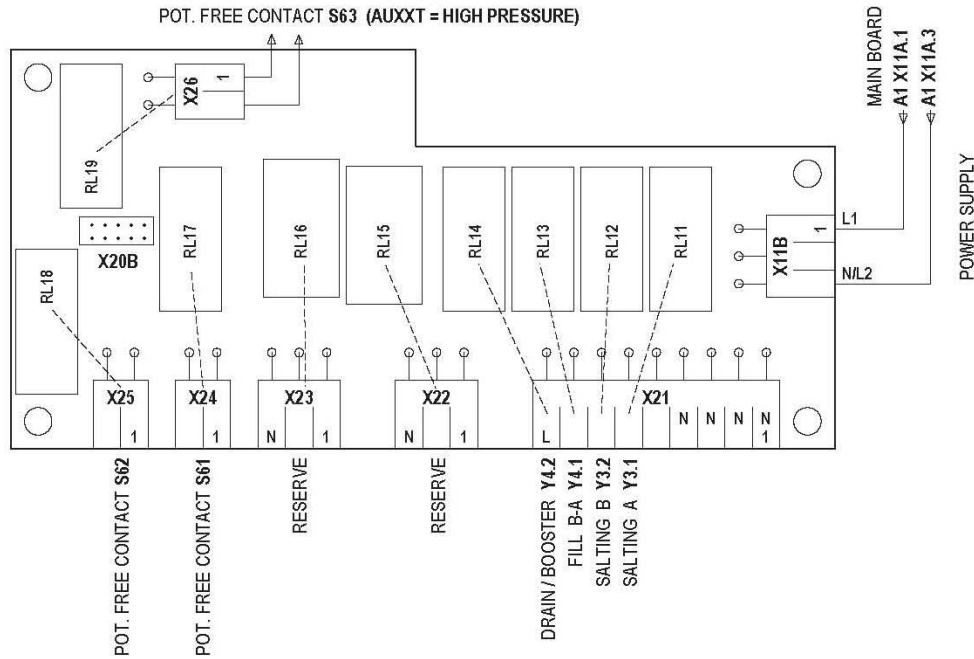 POT. FREE CONTACT S63 (AUXXT = HIGH PRESSURE)
MAIN BOARD
A1 X11A.1
A1 X11A.3
POWER SUPPLY
X26
1
RL19
X20B
RL18
RL17
RL16
RL15
RL14
RL13
RL12
RL11
L1
1
X11B
N/L2
X25
1
X24
1
X23
N
1
X22
N
1
X21
L
N
N
N
N
1
POT. FREE CONTACT S62
POT. FREE CONTACT S61
RESERVE
RESERVE
DRAIN / BOOSTER Y4.2
FILL B-A Y4.1
SALTING B Y3.2
SALTING A Y3.1